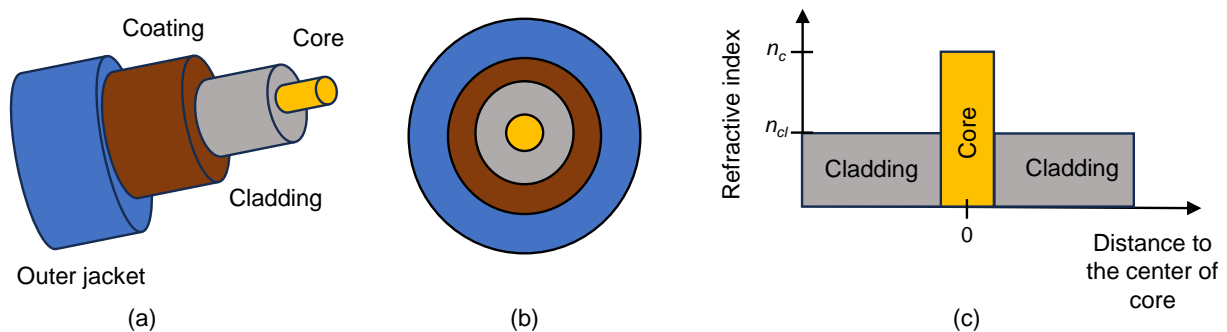 Coating
Core
Cladding
Outer jacket
(a)
(b)
Refractive index
n_c
n_cl
Cladding
Core
Cladding
0
Distance to
the center of
core
(c)